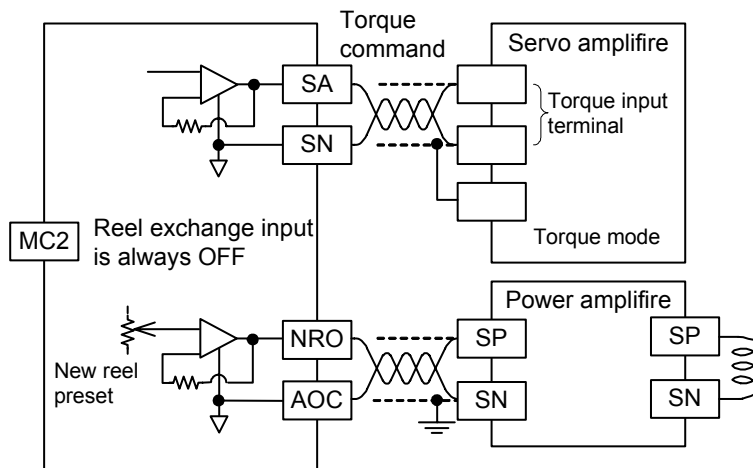 Torque
command
Servo amplifire
SA
SN
Torque input
terminal
Torque mode
MC2
Reel exchange input
is always OFF
Power amplifire
New reel
preset
NRO
AOC
SP
SN
SP
SN